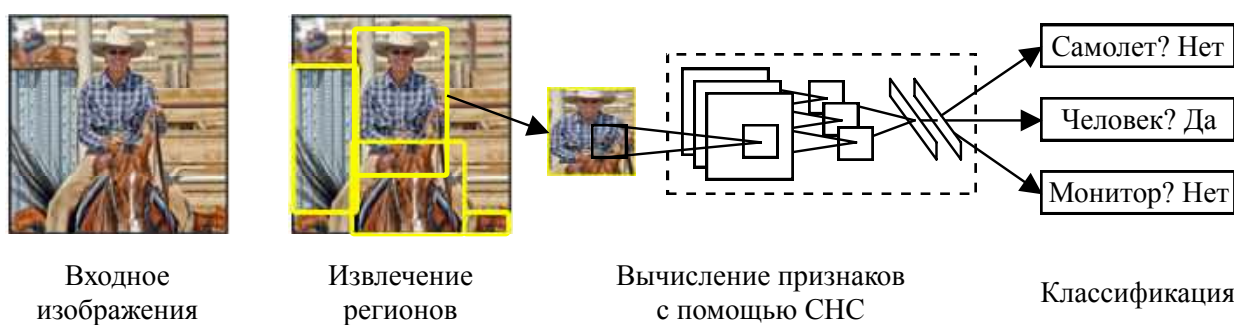 Самолет? Нет
Человек? Да
Монитор? Нет
Входное
изображения
Извлечение
регионов
Вычисление признаков
с помощью СНС
Классификация